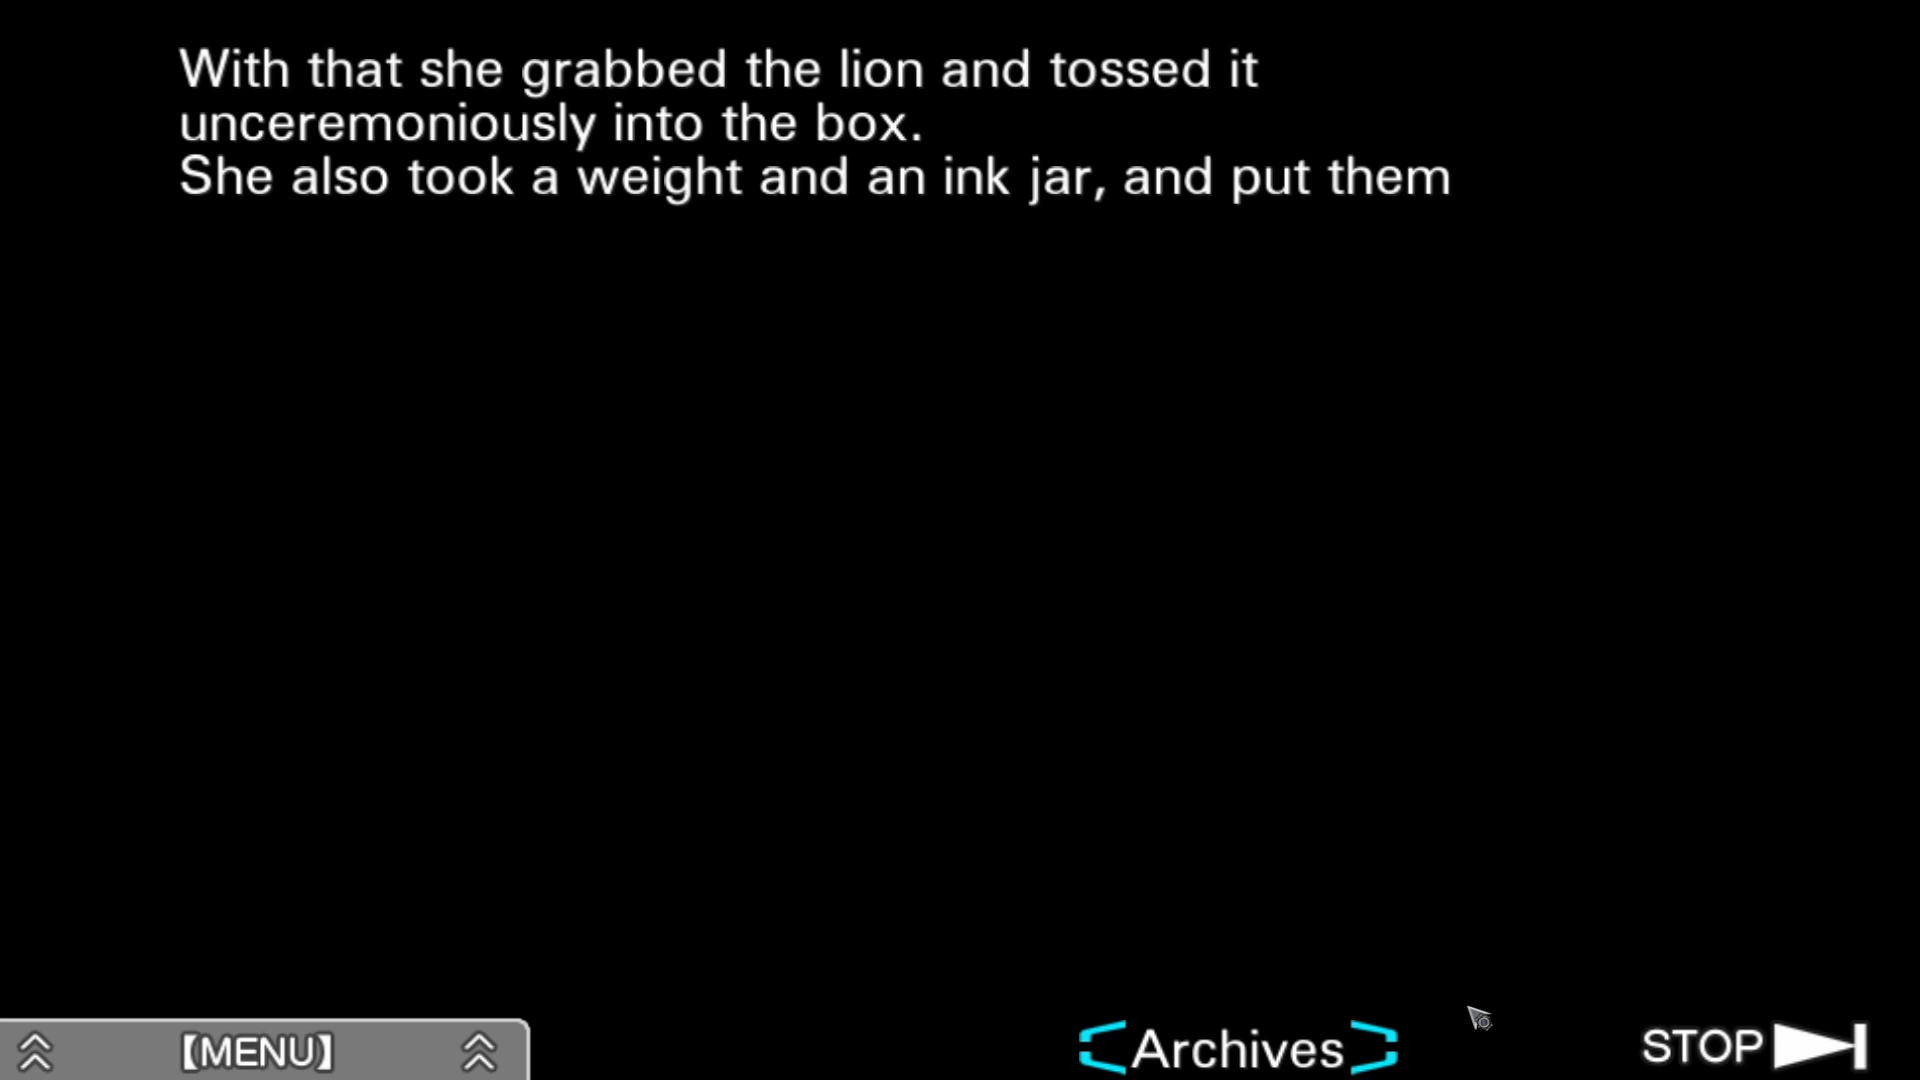 With that she grabbed the lion and tossed it
unceremoniously into the box.
She also took a weight and an ink jar, and put them
【MENU】
Archives
STOP